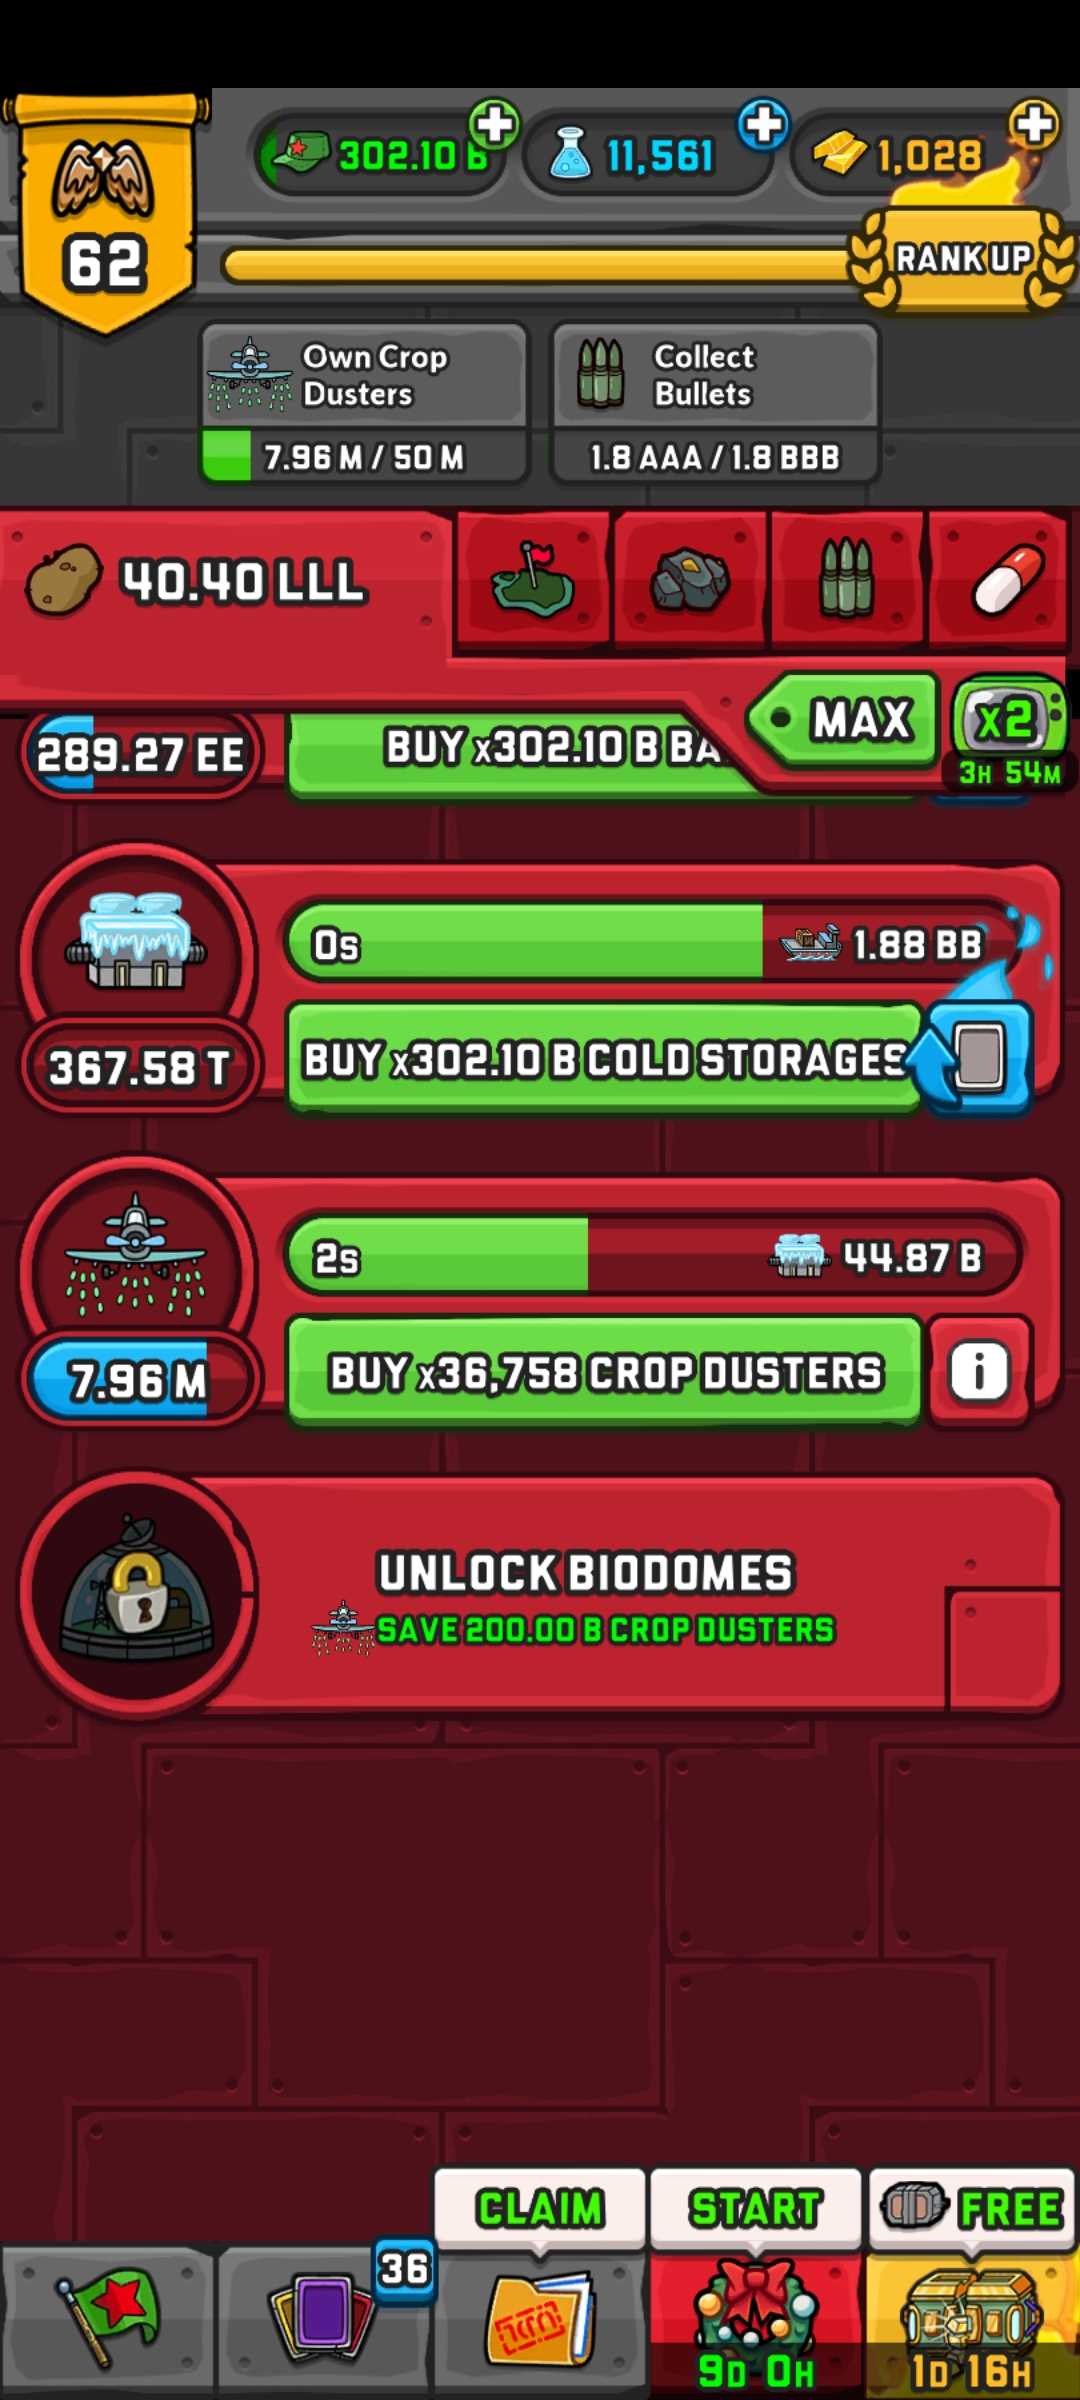 302.10 B
11,561
1,028
62
RANK UP
Own Crop
Dusters
7.96 M / 50 M
Collect
Bullets
1.8 AAA / 1.8 BBB
40.40 LLL
MAX
x2
3H 54M
289.27 EE
BUY x302.10 B BA
0s
1.88 BB
367.58 T
BUY x302.10 B COLD STORAGES
2s
44.87 B
7.96 M
BUY x36,758 CROP DUSTERS
i
UNLOCK BIODOMES
SAVE 200.00 B CROP DUSTERS
CLAIM
START
FREE
36
9D 0H
1D 16H